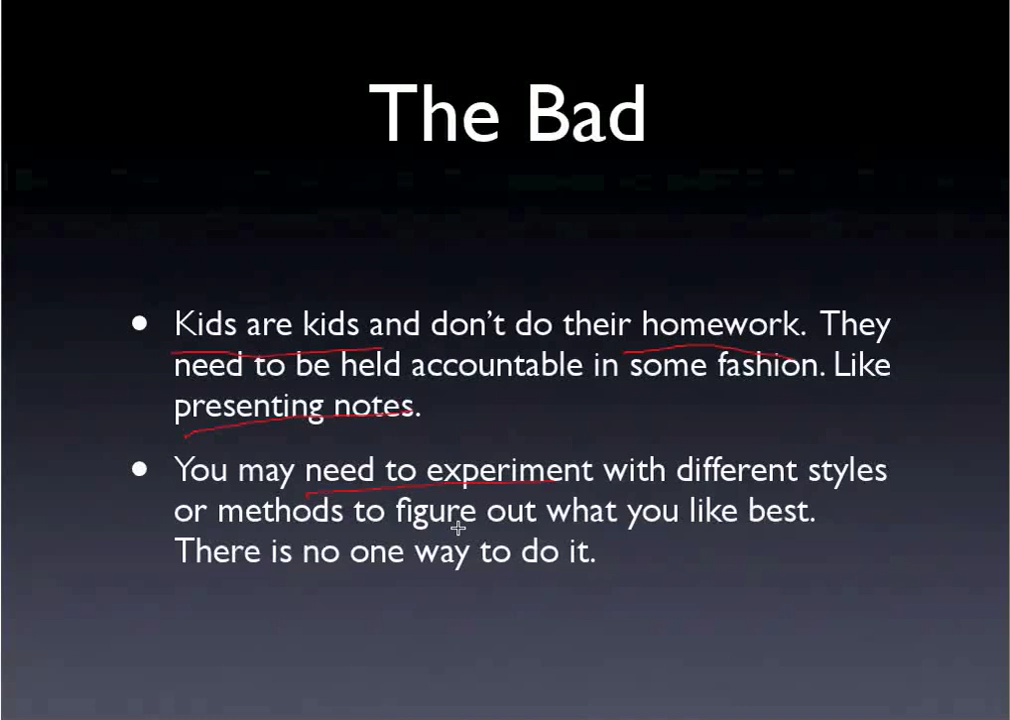 The Bad
• Kids are kids and don't do their homework. They
need to be held accountable in some fashion. Like
presenting notes.
• You may need to experiment with different styles
or methods to figure out what you like best.
There is no one way to do it.